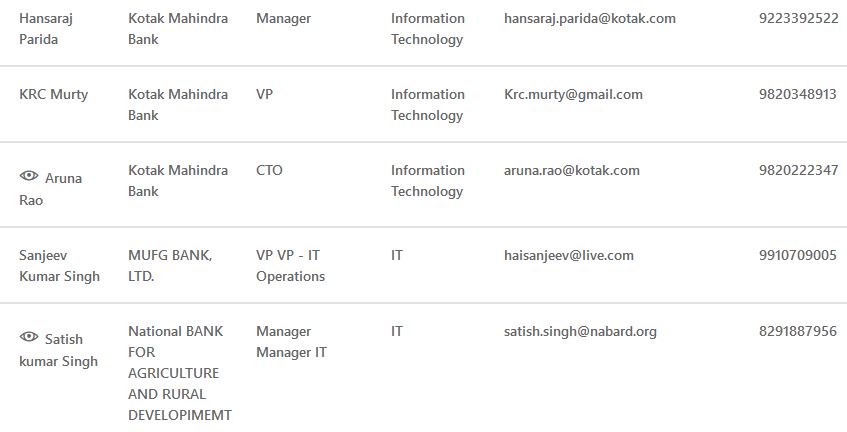 Hansaraj Parida Kotak Mahindra Bank Manager Information Technology hansaraj.parida@kotak.com 9223392522
KRC Murty Kotak Mahindra Bank VP Information Technology Krc.murty@gmail.com 9820348913
Aruna Rao Kotak Mahindra Bank CTO Information Technology aruna.rao@kotak.com 9820222347
Sanjeev Kumar Singh MUFG BANK, LTD. VP VP - IT Operations IT haisanjeev@live.com 9910709005
Satish kumar Singh National BANK FOR AGRICULTURE AND RURAL DEVELOPIMEMT Manager Manager IT IT satish.singh@nabard.org 8291887956